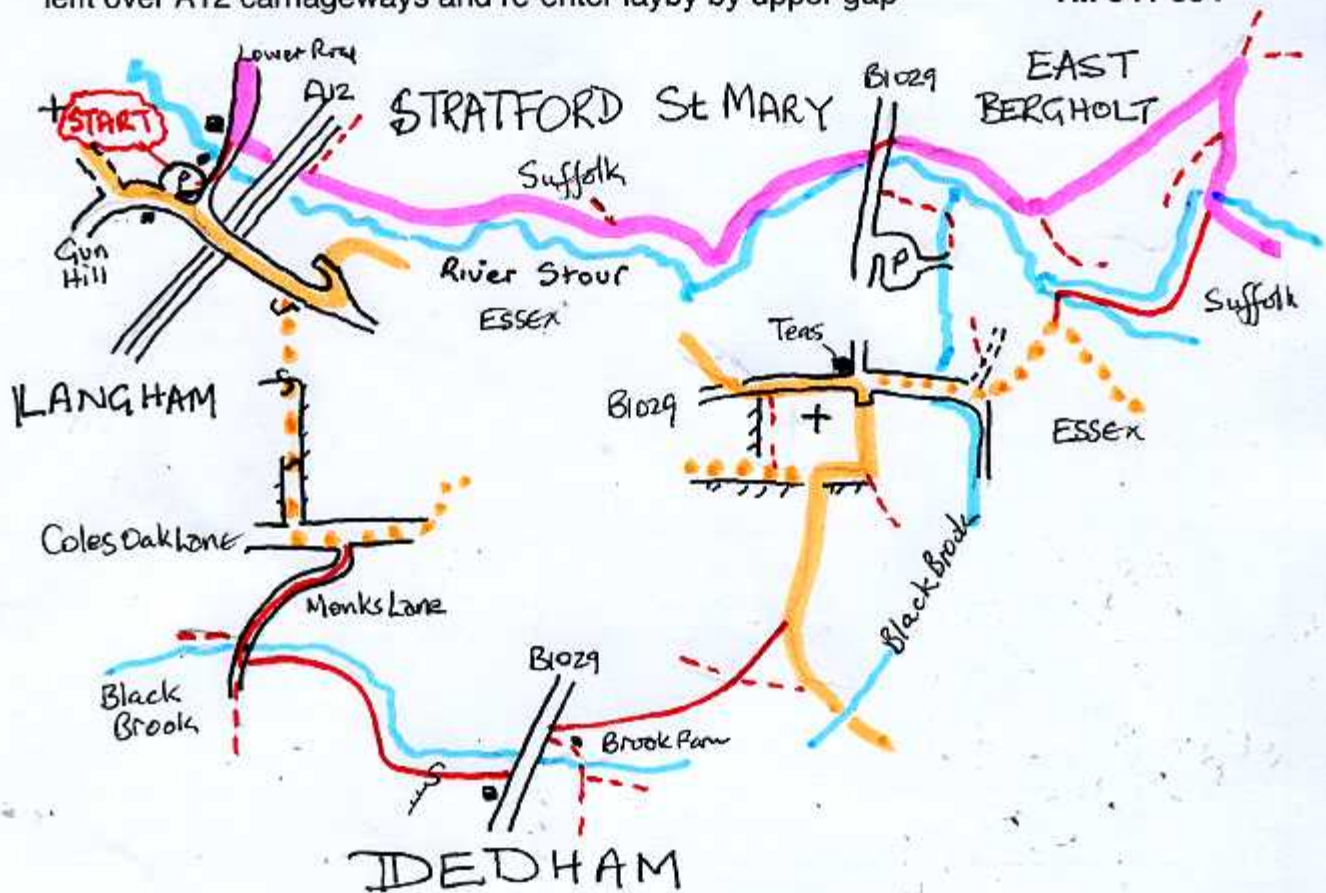 lent over A12 carriageways and re-enter layby by upper gap
Lower Road
A12
B1029
EAST
BERGHOLT
STRATFORD St MARY
START
P
Suffolk
Gun
Hill
River Stour
ESSEX
P
Suffolk
Teas
LANGHAM
B1029
ESSEX
Coles Oak Lane
Monks Lane
Black Brook
B1029
Black
Brook
Brook Farm
DEDHAM